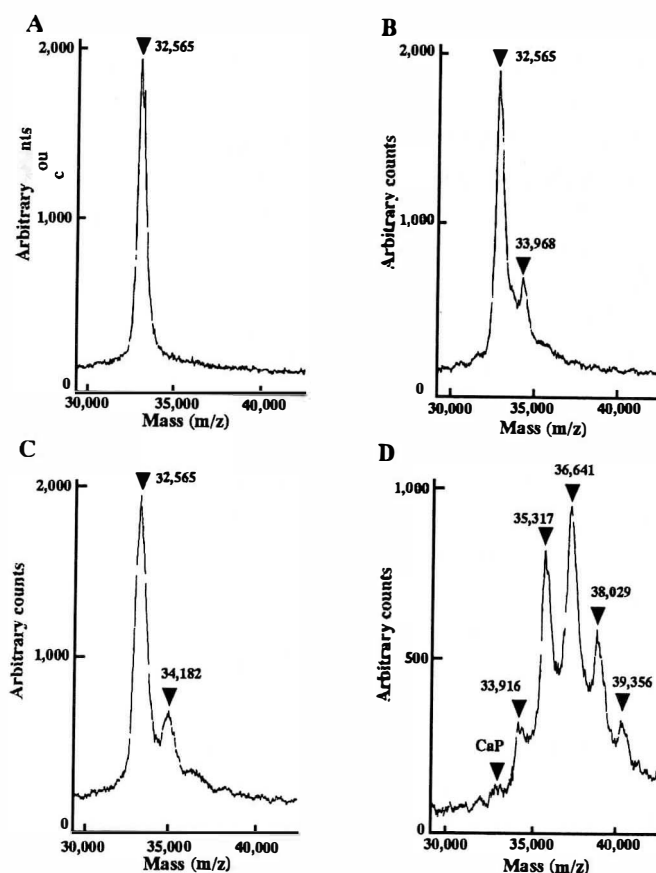 A
32,565
2,000
1,000
0
Arbitrary counts
30,000 35,000 40,000
Mass (m/z)
B
32,565
33,968
2,000
1,000
0
Arbitrary counts
30,000 35,000 40,000
Mass (m/z)
C
32,565
34,182
2,000
1,000
0
Arbitrary counts
30,000 35,000 40,000
Mass (m/z)
D
36,641
35,317
38,029
33,916
39,356
CaP
1,000
500
0
Arbitrary counts
30,000 35,000 40,000
Mass (m/z)